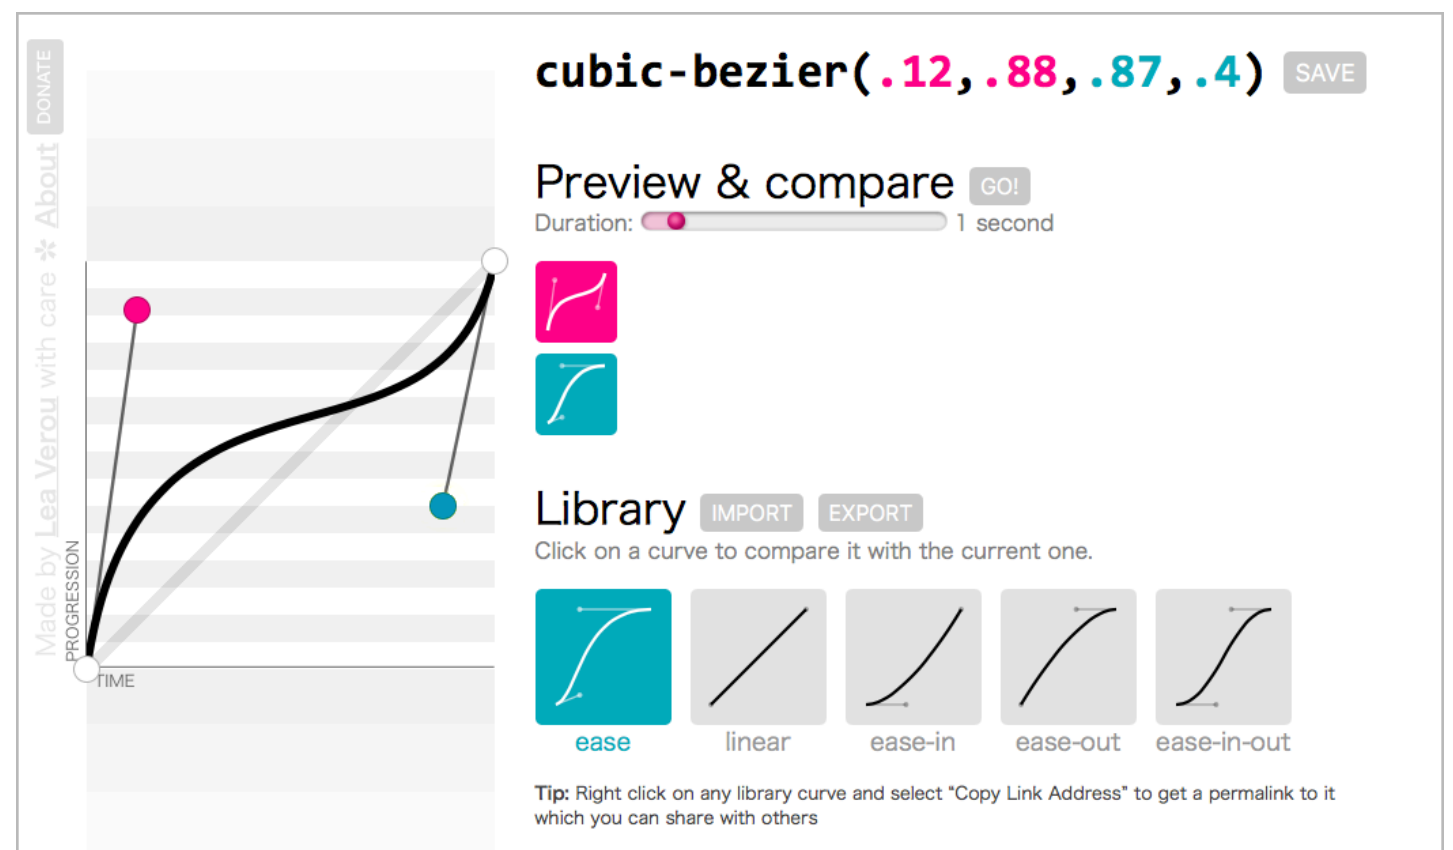 DONATE
Made by Lea Verou with care ✲ About
cubic-bezier(.12,.88,.87,.4) SAVE
Preview & compare GO!
Duration: 1 second
PROGRESSION
TIME
Library IMPORT EXPORT
Click on a curve to compare it with the current one.
ease linear ease-in ease-out ease-in-out
Tip: Right click on any library curve and select “Copy Link Address” to get a permalink to it
which you can share with others